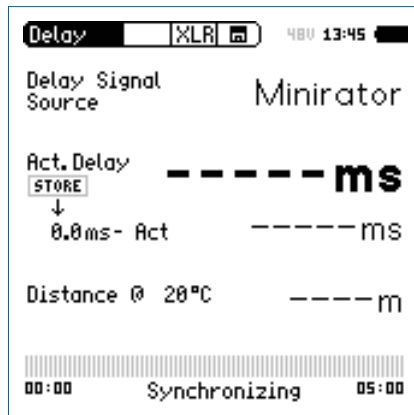 Delay XLR 48V 13:45
Delay Signal
Source
Minirator
Act.Delay
-----ms
STORE
0.0ms- Act
-----ms
Distance @ 20°C
----m
00:00 Synchronizing 05:00